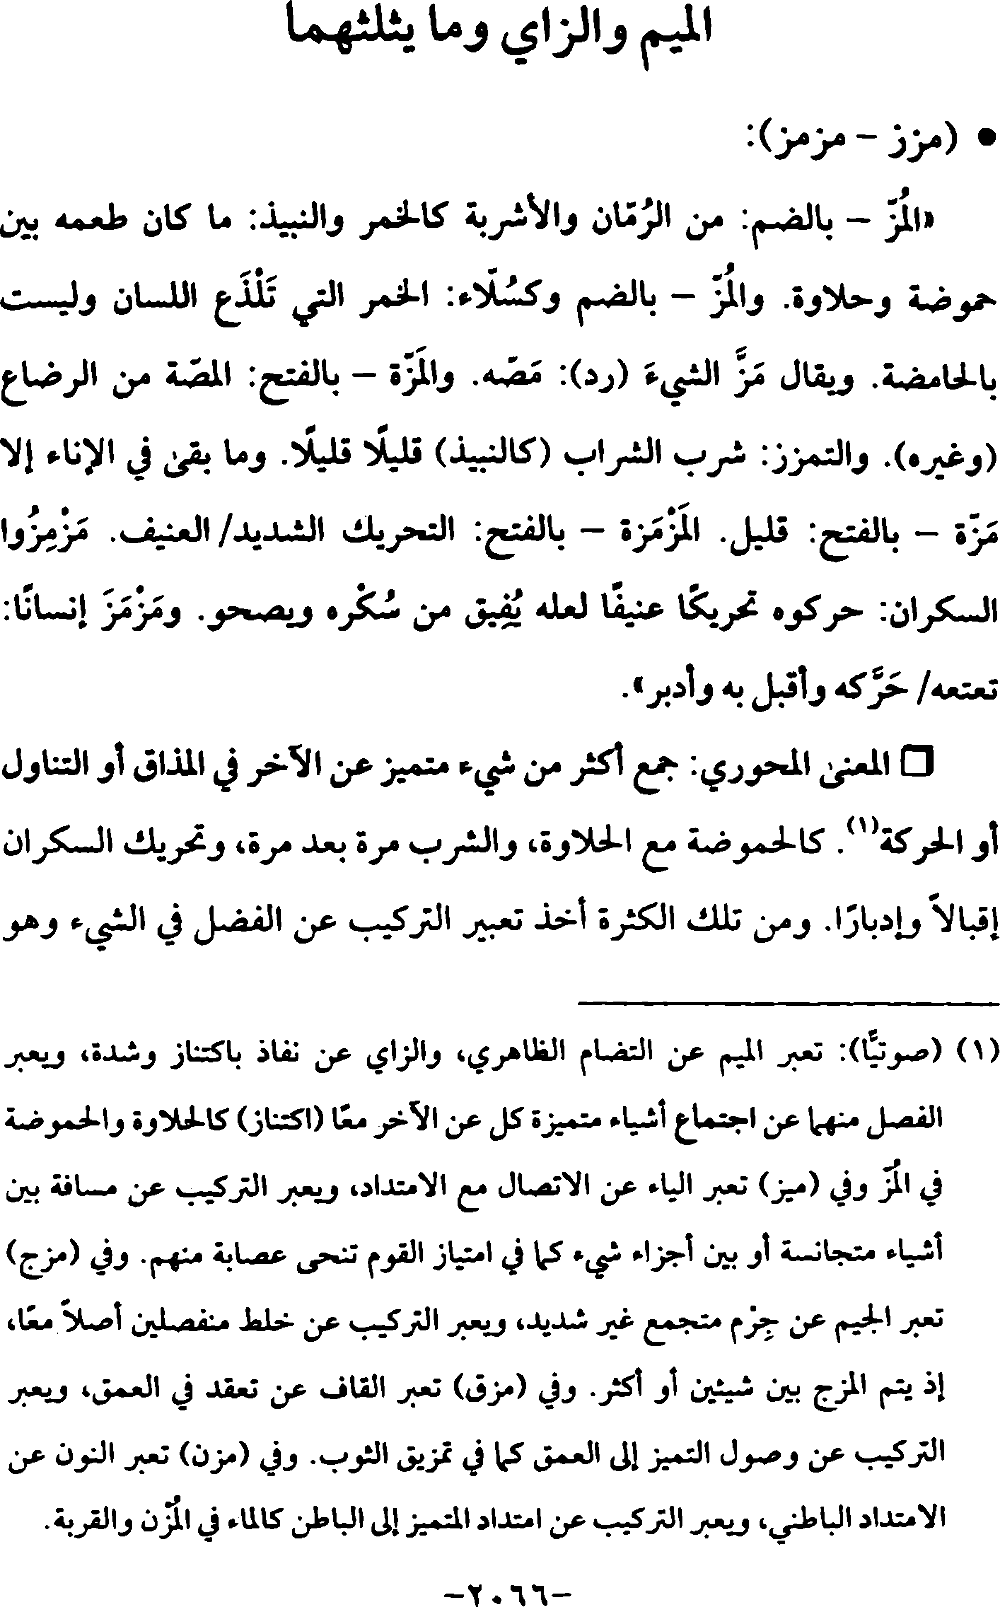 الميم والزاي وما يثلثهما
• (مزز - مزمز):
«المُزّ - بالضم: من الرُمّان والأشربة كالخمر والنبيذ: ما كان طعمه بين
حموضة وحلاوة. والمُزّ - بالضم وكسُلّاء: الخمر التي تَلْذَع اللسان وليست
بالحامضة. ويقال مَزَّ الشيءَ (رد): مَصّه. والمَزّة - بالفتح: المصّة من الرضاع
(وغيره). والتمزز: شرب الشراب (كالنبيذ) قليلًا قليلًا. وما بقى في الإناء إلا
مَزّة - بالفتح: قليل. المَزْمَزة - بالفتح: التحريك الشديد/ العنيف. مَزْمِزُوا
السكران: حركوه تحريكًا عنيفًا لعله يُفِيق من سُكْره ويصحو. ومَزْمَزَ إنسانًا:
تعتعه/ حَرَّكه وأقبل به وأدبر».
□ المعنى المحوري: جمع أكثر من شيء متميز عن الآخر في المذاق أو التناول
أو الحركة(١). كالحموضة مع الحلاوة، والشرب مرة بعد مرة، وتحريك السكران
إقبالاً وإدبارًا. ومن تلك الكثرة أخذ تعبير التركيب عن الفضل في الشيء وهو
(١) (صوتيًّا): تعبر الميم عن التضام الظاهري، والزاي عن نفاذ باكتناز وشدة، ويعبر
الفصل منهما عن اجتماع أشياء متميزة كل عن الآخر معًا (اكتناز) كالحلاوة والحموضة
في المُزّ وفي (ميز) تعبر الياء عن الاتصال مع الامتداد، ويعبر التركيب عن مسافة بين
أشياء متجانسة أو بين أجزاء شيء كما في امتياز القوم تنحى عصابة منهم. وفي (مزج)
تعبر الجيم عن جِرْم متجمع غير شديد، ويعبر التركيب عن خلط منفصلين أصلاً معًا،
إذ يتم المزج بين شيئين أو أكثر. وفي (مزق) تعبر القاف عن تعقد في العمق، ويعبر
التركيب عن وصول التميز إلى العمق كما في تمزيق الثوب. وفي (مزن) تعبر النون عن
الامتداد الباطني، ويعبر التركيب عن امتداد المتميز إلى الباطن كالماء في المُزْن والقربة.
-٢٠٦٦-